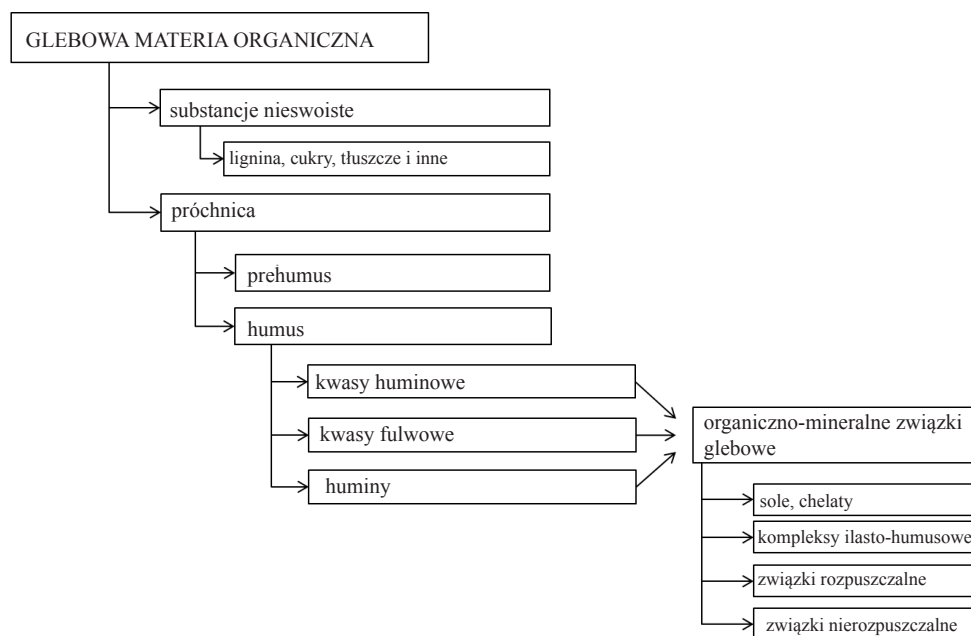 GLEBOWA MATERIA ORGANICZNA
substancje nieswoiste
lignina, cukry, tłuszcze i inne
próchnica
prehumus
humus
kwasy huminowe
kwasy fulwowe
huminy
organiczno-mineralne związki
glebowe
sole, chelaty
kompleksy ilasto-humusowe
związki rozpuszczalne
związki nierozpuszczalne